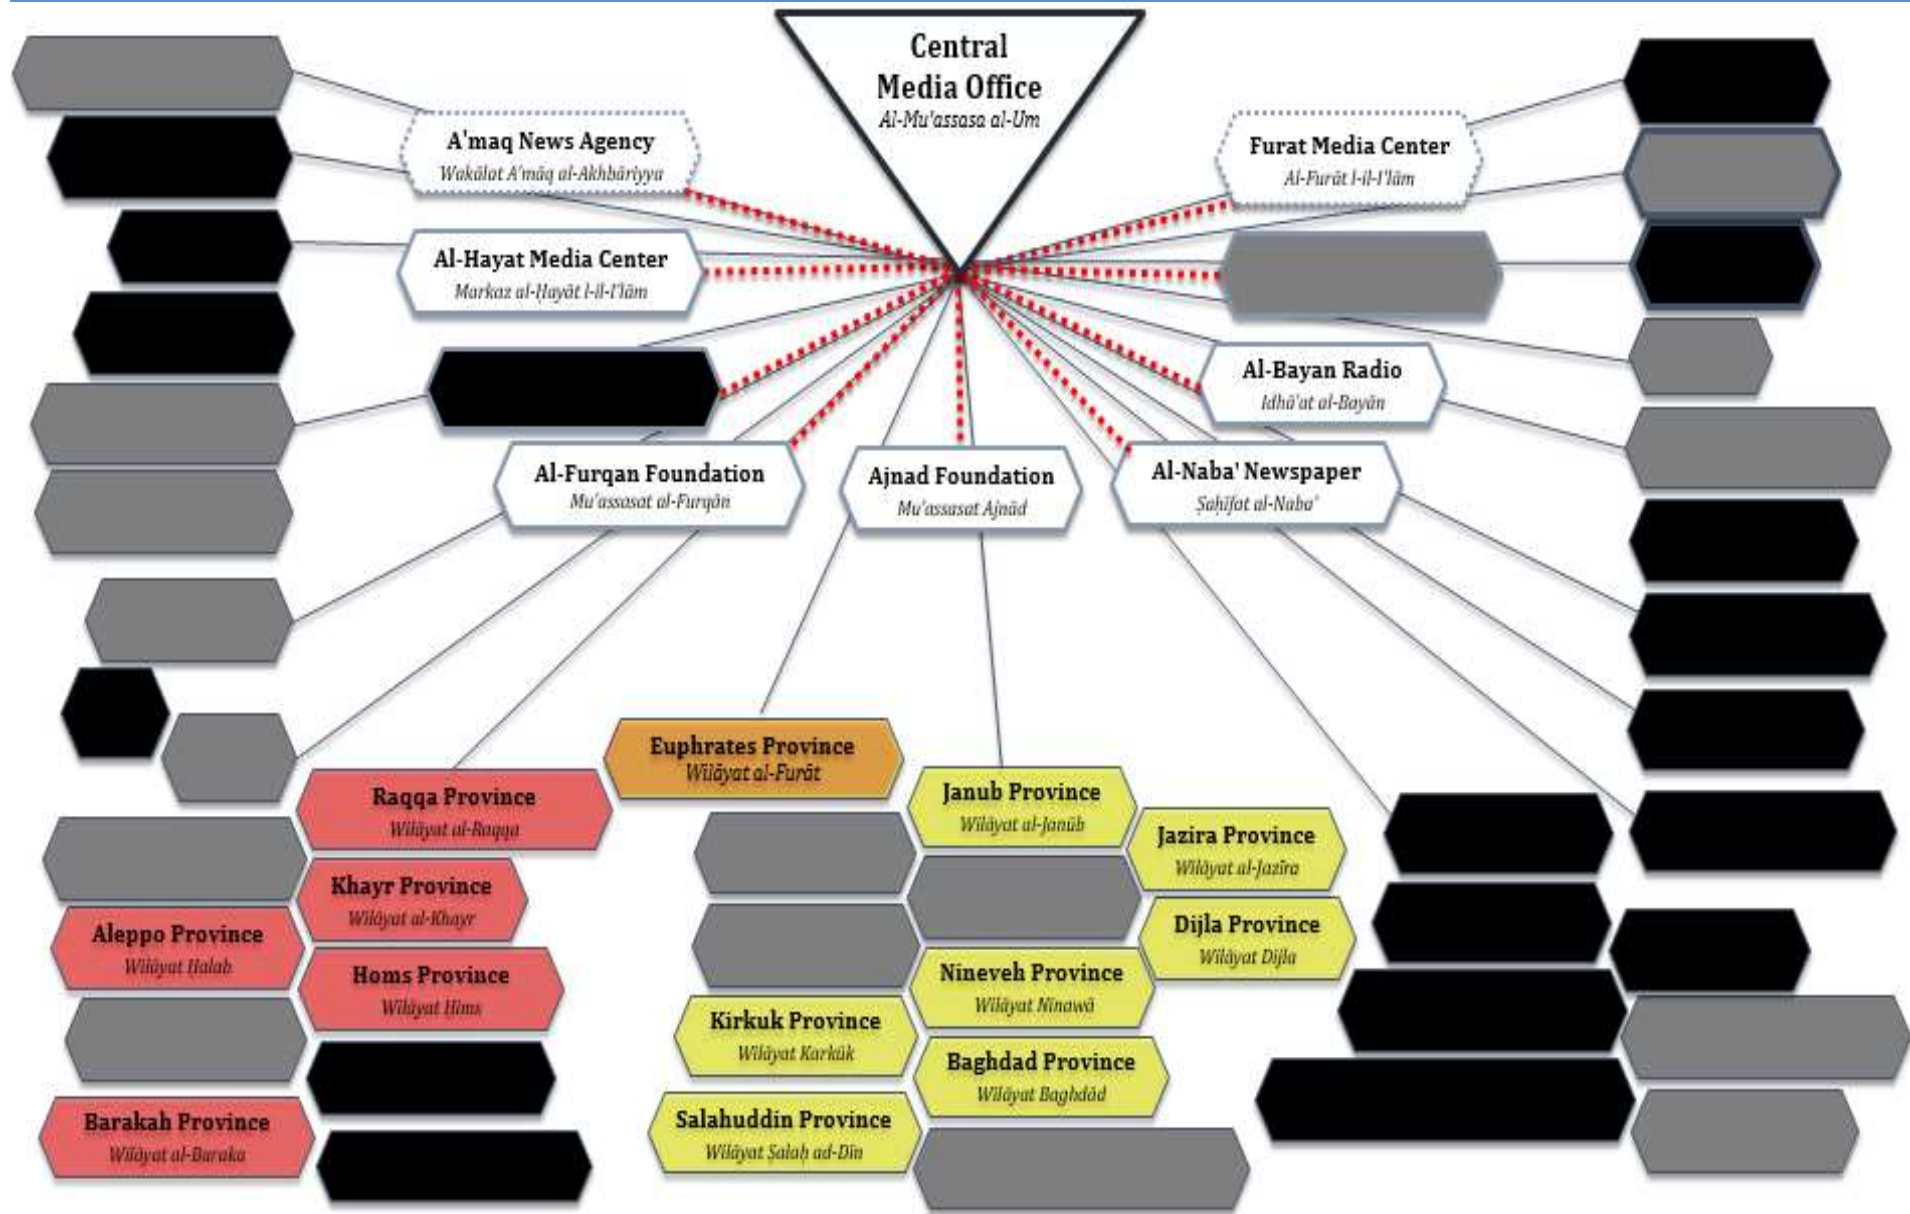 Central
Media Office
Al-Mu'assasa al-Um
A'maq News Agency
Wakālat A'māq al-Akhbāriyya
Furat Media Center
Al-Furāt l-il-I'lām
Al-Hayat Media Center
Markaz al-Ḥayāt l-il-I'lām
Al-Bayan Radio
Idhā'at al-Bayān
Al-Furqan Foundation
Mu'assasat al-Furqān
Ajnad Foundation
Mu'assasat Ajnād
Al-Naba' Newspaper
Ṣaḥīfat al-Naba'
Euphrates Province
Wilāyat al-Furāt
Raqqa Province
Wilāyat al-Raqqa
Janub Province
Wilāyat al-Janūb
Jazira Province
Wilāyat al-Jazīra
Khayr Province
Wilāyat al-Khayr
Aleppo Province
Wilāyat Ḥalab
Dijla Province
Wilāyat Dijla
Homs Province
Wilāyat Ḥims
Nineveh Province
Wilāyat Nīnawā
Kirkuk Province
Wilāyat Karkūk
Baghdad Province
Wilāyat Baghdād
Barakah Province
Wilāyat al-Baraka
Salahuddin Province
Wilāyat Ṣalaḥ ad-Dīn